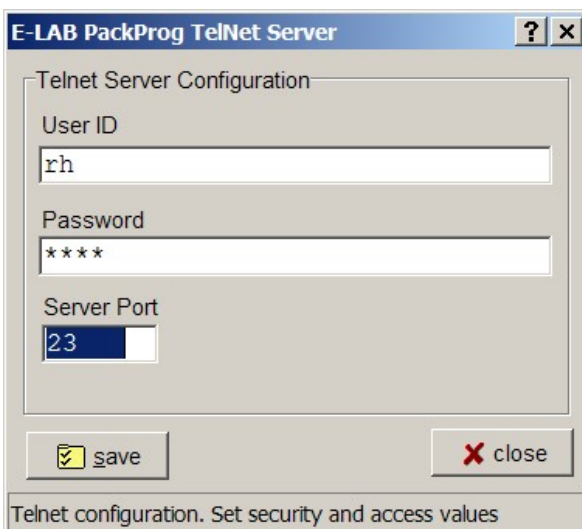 E-LAB PackProg TelNet Server
Telnet Server Configuration
User ID
rh
Password
****
Server Port
23
save
close
Telnet configuration. Set security and access values